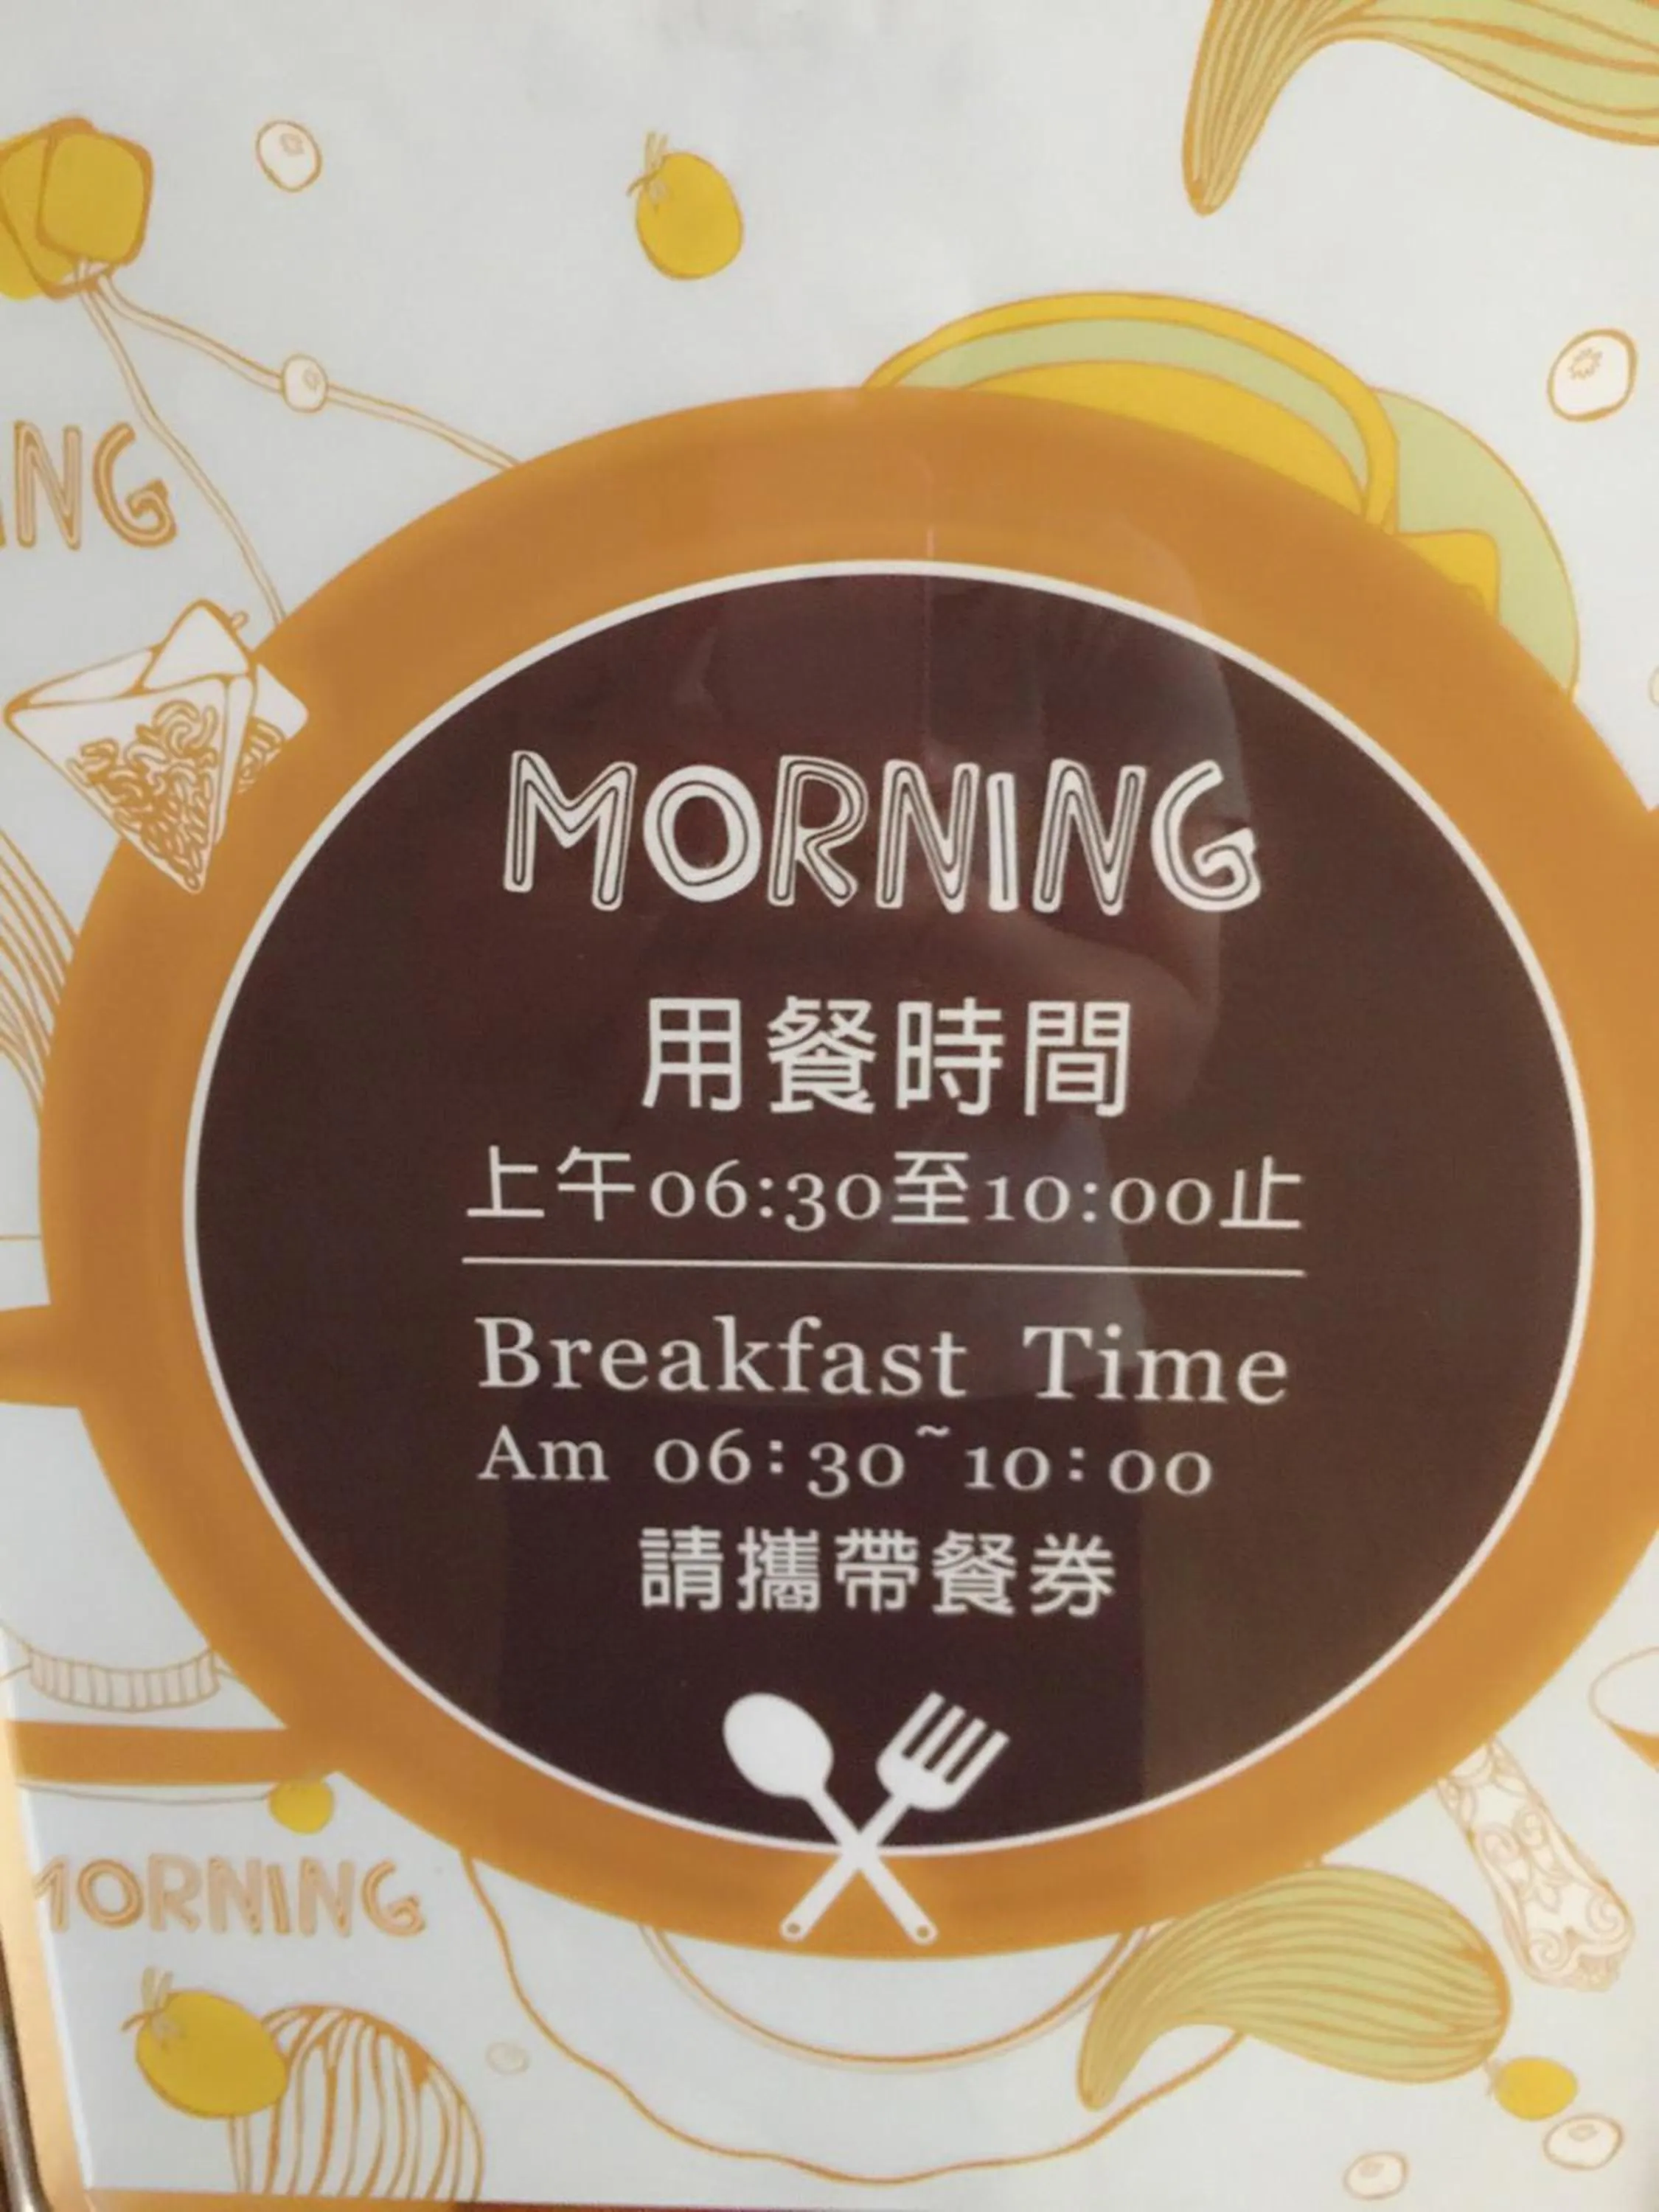 NG
MORNING
用餐時間
上午06:30至10:00止
Breakfast Time
Am 06:30~10:00
請攜帶餐券
MORNING